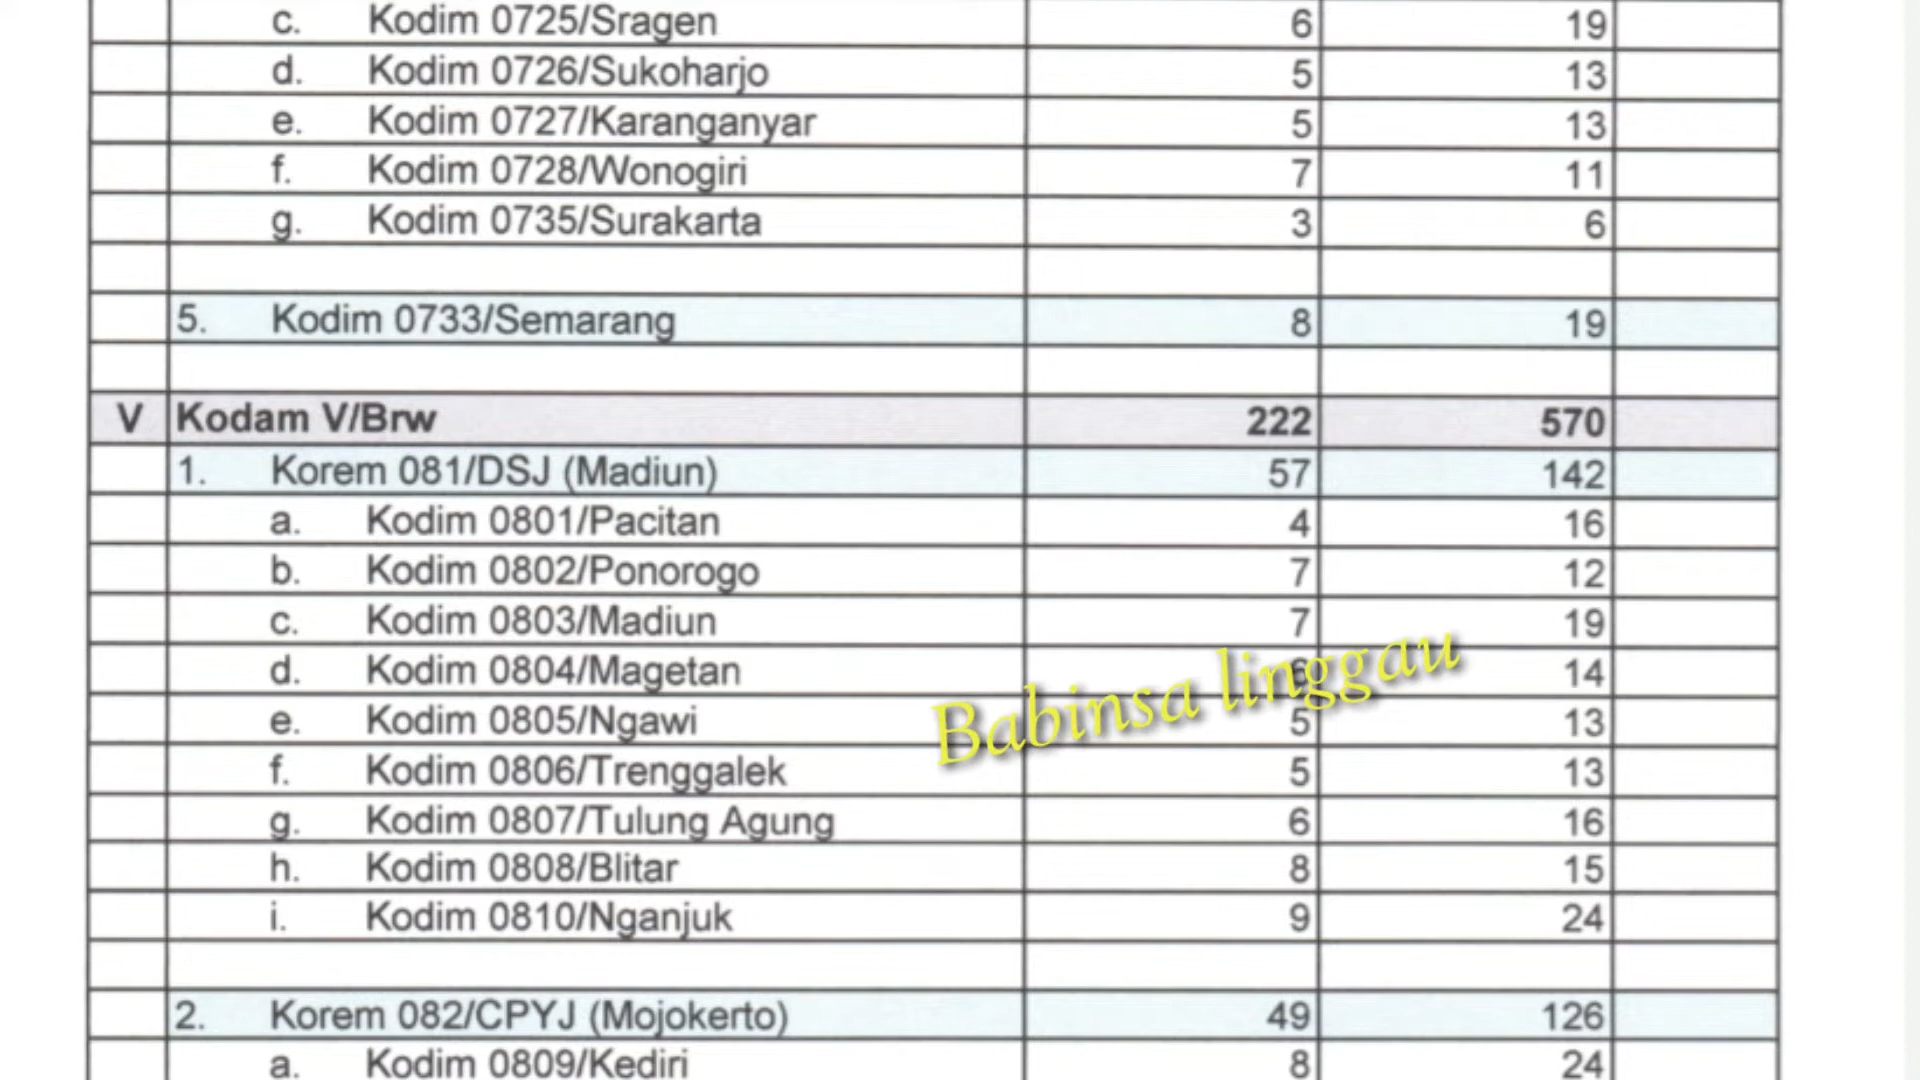 c. Kodim 0725/Sragen 6 19
d. Kodim 0726/Sukoharjo 5 13
e. Kodim 0727/Karanganyar 5 13
f. Kodim 0728/Wonogiri 7 11
g. Kodim 0735/Surakarta 3 6
5. Kodim 0733/Semarang 8 19
V Kodam V/Brw 222 570
1. Korem 081/DSJ (Madiun) 57 142
a. Kodim 0801/Pacitan 4 16
b. Kodim 0802/Ponorogo 7 12
c. Kodim 0803/Madiun 7 19
d. Kodim 0804/Magetan 6 14
Babinsa linggau
e. Kodim 0805/Ngawi 5 13
f. Kodim 0806/Trenggalek 5 13
g. Kodim 0807/Tulung Agung 6 16
h. Kodim 0808/Blitar 8 15
i. Kodim 0810/Nganjuk 9 24
2. Korem 082/CPYJ (Mojokerto) 49 126
a. Kodim 0809/Kediri 8 24